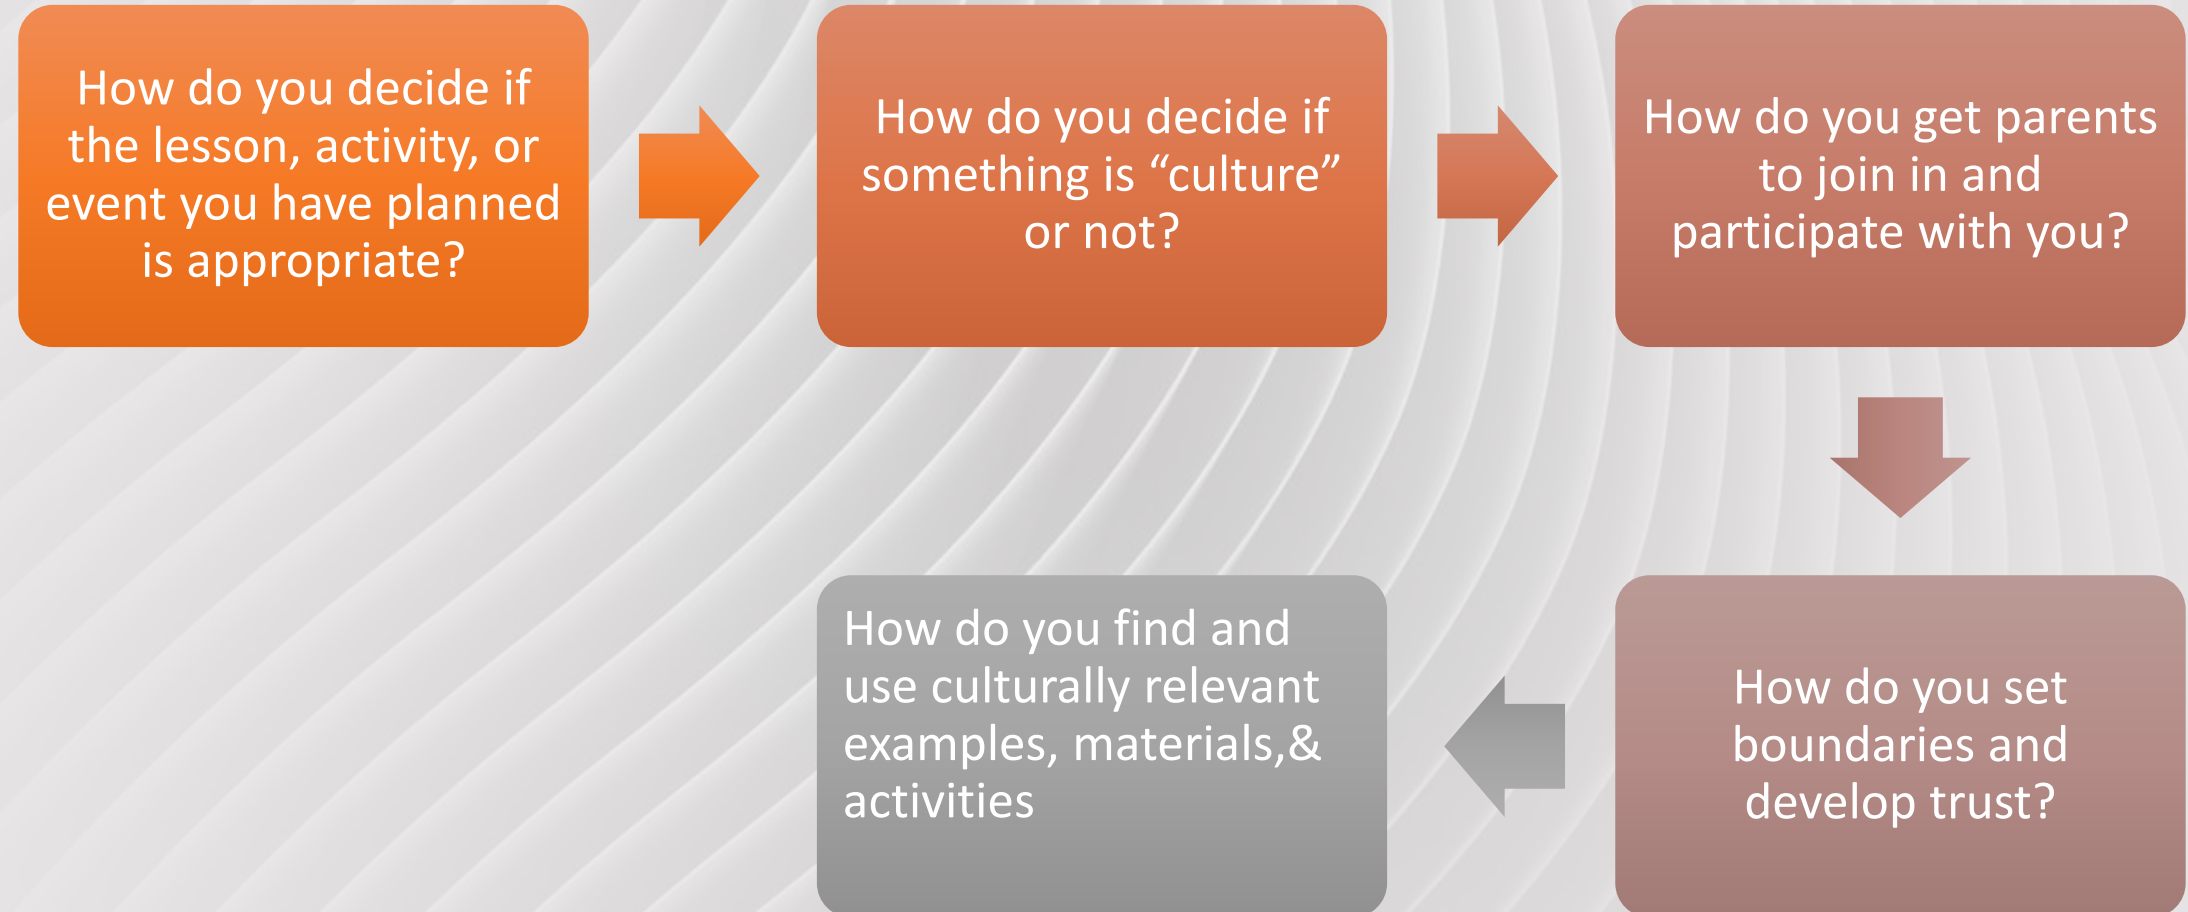 How do you decide if
the lesson, activity, or
event you have planned
is appropriate?
How do you decide if
something is “culture”
or not?
How do you get parents
to join in and
participate with you?
How do you set
boundaries and
develop trust?
How do you find and
use culturally relevant
examples, materials,&
activities